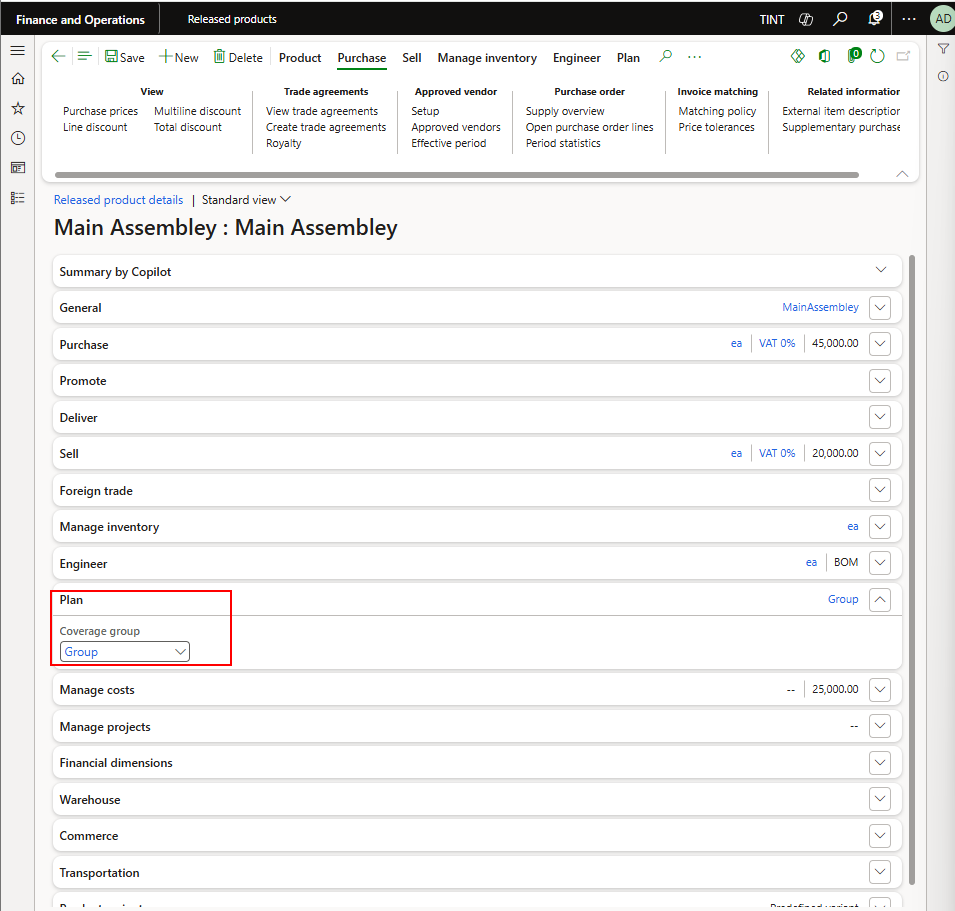 Finance and Operations
Released products
TINT
3
AD
Save
New
Delete
Product
Purchase
Sell
Manage inventory
Engineer
Plan
0
View
Purchase prices
Multiline discount
Line discount
Total discount
Trade agreements
View trade agreements
Create trade agreements
Royalty
Approved vendor
Setup
Approved vendors
Effective period
Purchase order
Supply overview
Open purchase order lines
Period statistics
Invoice matching
Matching policy
Price tolerances
Related information
External item description
Supplementary purchase
Released product details | Standard view
Main Assembley : Main Assembley
Summary by Copilot
General MainAssembley
Purchase ea VAT 0% 45,000.00
Promote
Deliver
Sell ea VAT 0% 20,000.00
Foreign trade
Manage inventory ea
Engineer ea BOM
Plan Group
Coverage group
Group
Manage costs -- 25,000.00
Manage projects --
Financial dimensions
Warehouse
Commerce
Transportation